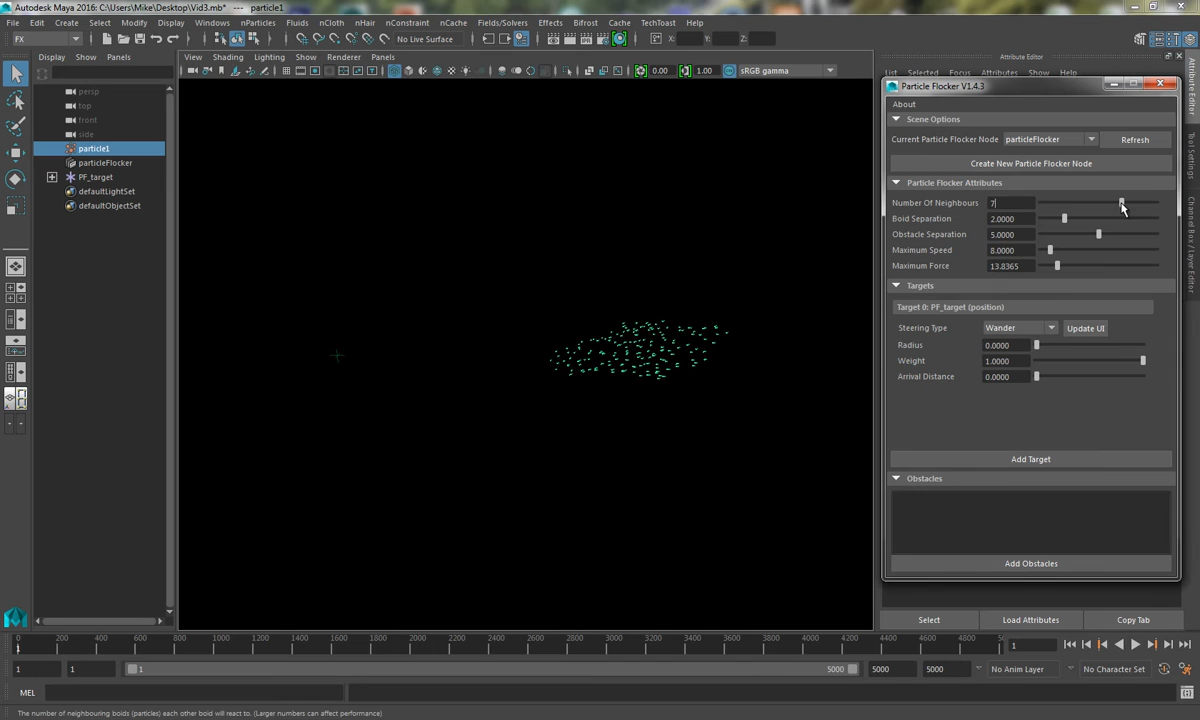 Autodesk Maya 2016: C:\Users\Mike\Desktop\Vid3.mb* --- particle1
File Edit Create Select Modify Display Windows nParticles Fluids nCloth nHair nConstraint nCache Fields/Solvers Effects Bifrost Cache TechToast Help
FX No Live Surface X: Y: Z:
Display Show Panels
View Shading Lighting Show Renderer Panels
0.00 1.00 sRGB gamma
persp
top
front
side
particle1
particleFlocker
PF_target
defaultLightSet
defaultObjectSet
Attribute Editor
List Selected Focus Attributes Show Help
Particle Flocker V1.4.3
About
Scene Options
Current Particle Flocker Node particleFlocker Refresh
Create New Particle Flocker Node
Particle Flocker Attributes
Number Of Neighbours 7
Boid Separation 2.0000
Obstacle Separation 5.0000
Maximum Speed 8.0000
Maximum Force 13.8365
Targets
Target 0: PF_target (position)
Steering Type Wander Update UI
Radius 0.0000
Weight 1.0000
Arrival Distance 0.0000
Add Target
Obstacles
Add Obstacles
Select Load Attributes Copy Tab
Attribute Editor
Tool Settings
Channel Box / Layer Editor
0 200 400 600 800 1000 1200 1400 1600 1800 2000 2200 2400 2600 2800 3000 3200 3400 3600 3800 4000 4200 4400 4600 4800 50
1
1
1 1 1 5000 5000 5000 No Anim Layer No Character Set
MEL
The number of neighbouring boids (particles) each other boid will react to. (Larger numbers can affect performance)